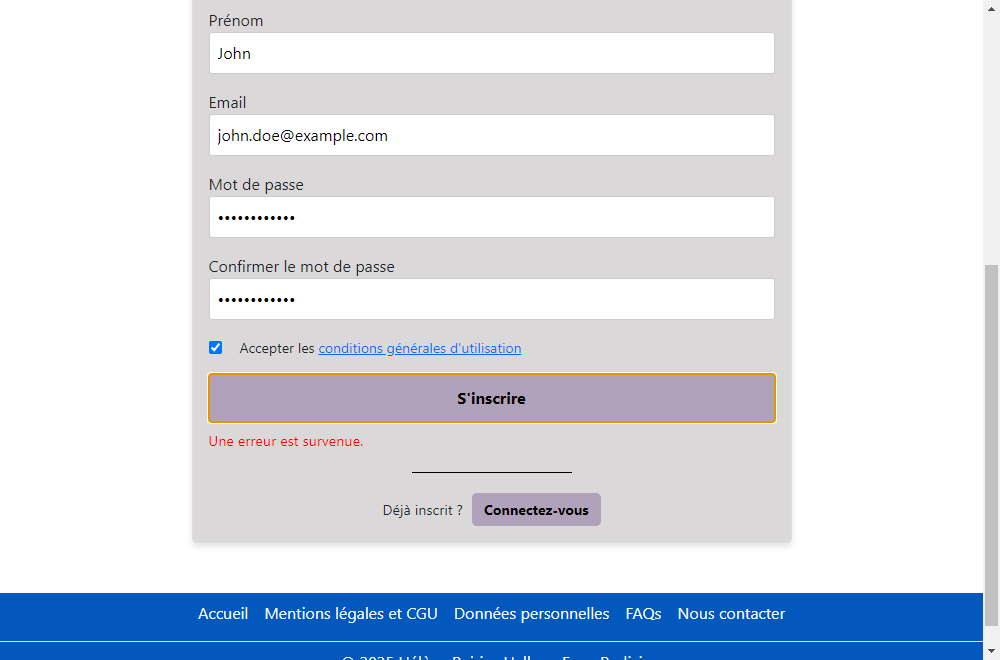 Prénom
John
Email
john.doe@example.com
Mot de passe
••••••••••••
Confirmer le mot de passe
••••••••••••
Accepter les conditions générales d'utilisation
S'inscrire
Une erreur est survenue.
Déjà inscrit ? Connectez-vous
Accueil Mentions légales et CGU Données personnelles FAQs Nous contacter